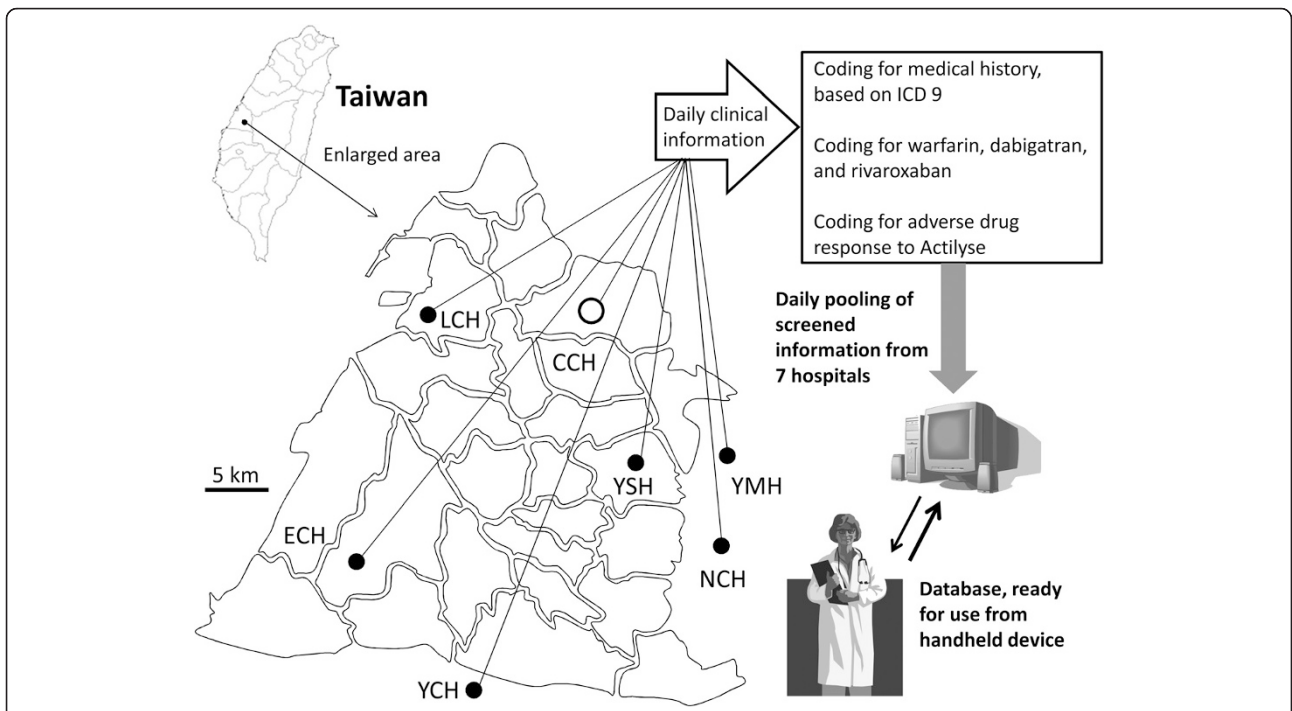 Taiwan
Enlarged area
Daily clinical
information
Coding for medical history,
based on ICD 9
Coding for warfarin, dabigatran,
and rivaroxaban
Coding for adverse drug
response to Actilyse
Daily pooling of
screened
information from
7 hospitals
LCH
CCH
5 km
YSH
YMH
ECH
NCH
YCH
Database, ready
for use from
handheld device